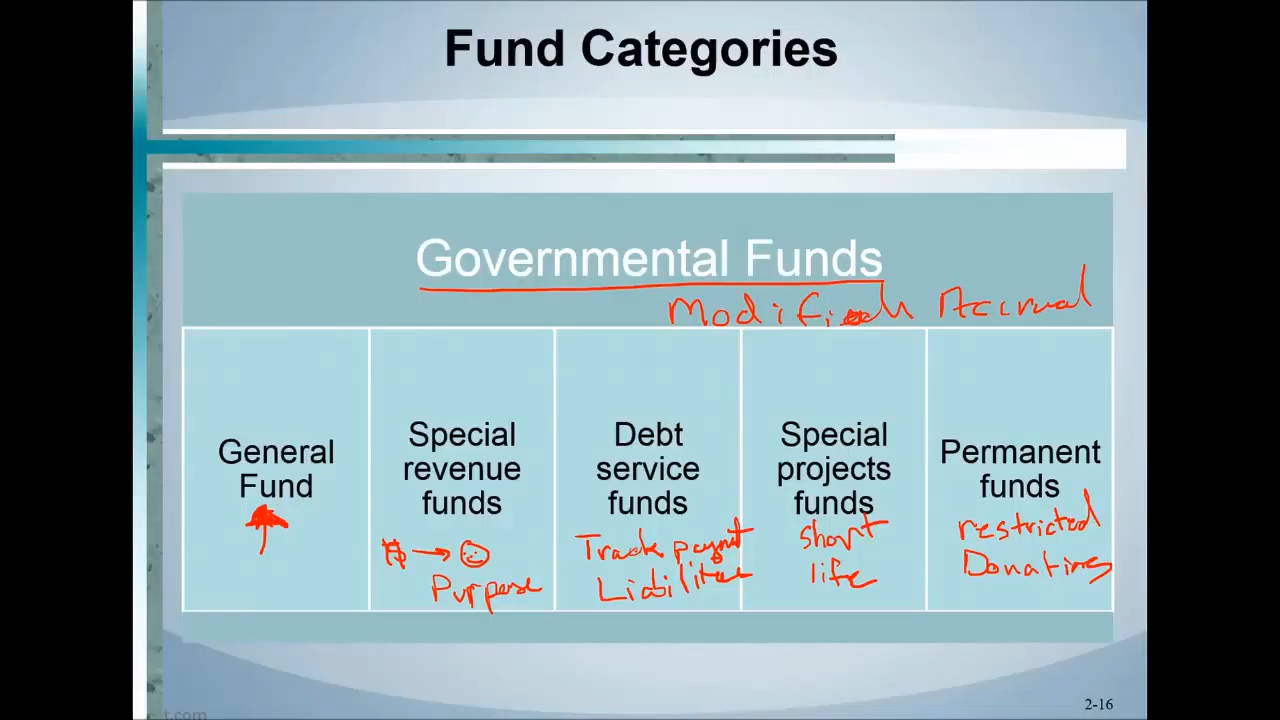 Fund Categories
Governmental Funds
Modified Accrual
General
Fund
Special
revenue
funds
$ → Purpose
Debt
service
funds
Track payment
Liabilities
Special
projects
funds
short
life
Permanent
funds
restricted
Donations
2-16
t.com